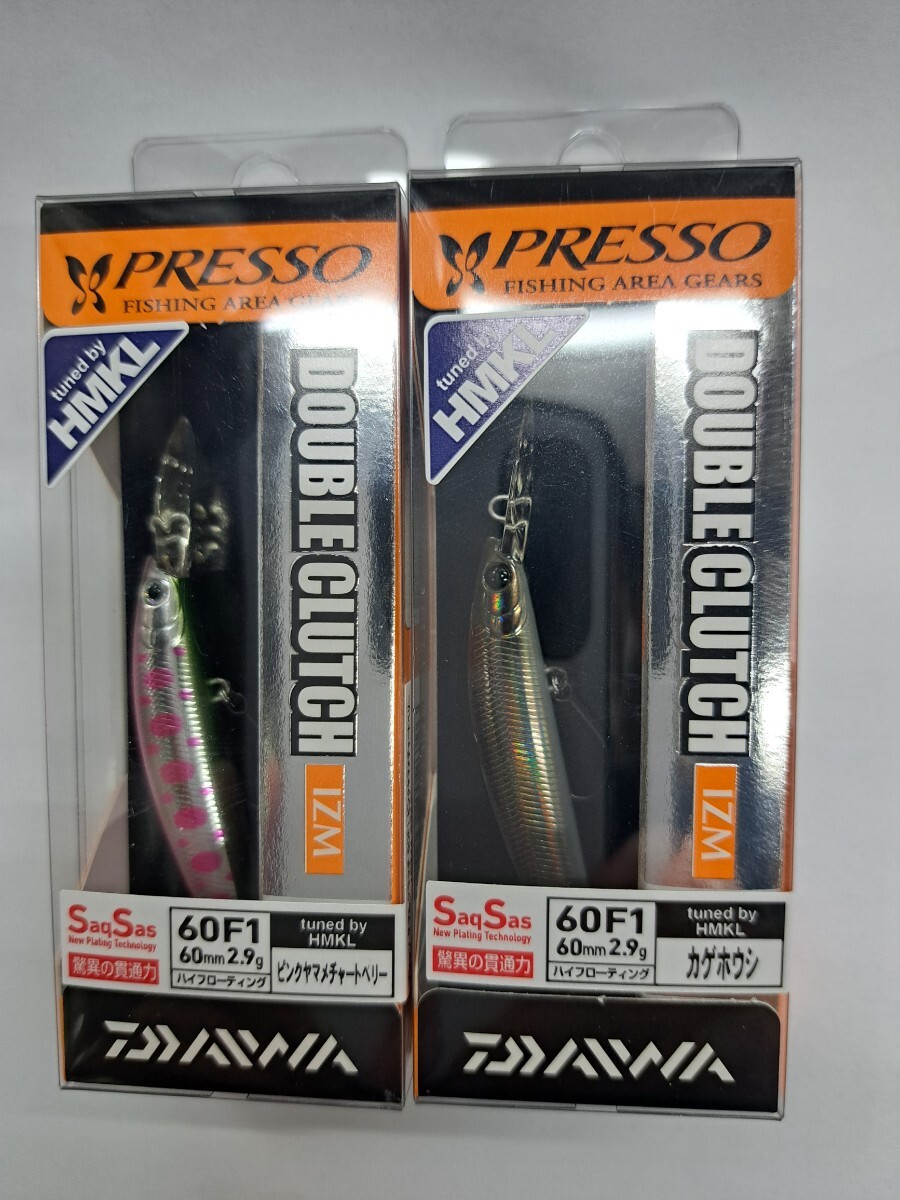 PRESSO
FISHING AREA GEARS
tuned by
HMKL
DOUBLE CLUTCH
IZM
SaqSas
New Plating Technology
驚異の貫通力
60F1
60mm 2.9g
ハイフローティング
tuned by
HMKL
ピンクヤマメチャートベリー
DAIWA
PRESSO
FISHING AREA GEARS
tuned by
HMKL
DOUBLE CLUTCH
IZM
SaqSas
New Plating Technology
驚異の貫通力
60F1
60mm 2.9g
ハイフローティング
tuned by
HMKL
カゲホウシ
DAIWA